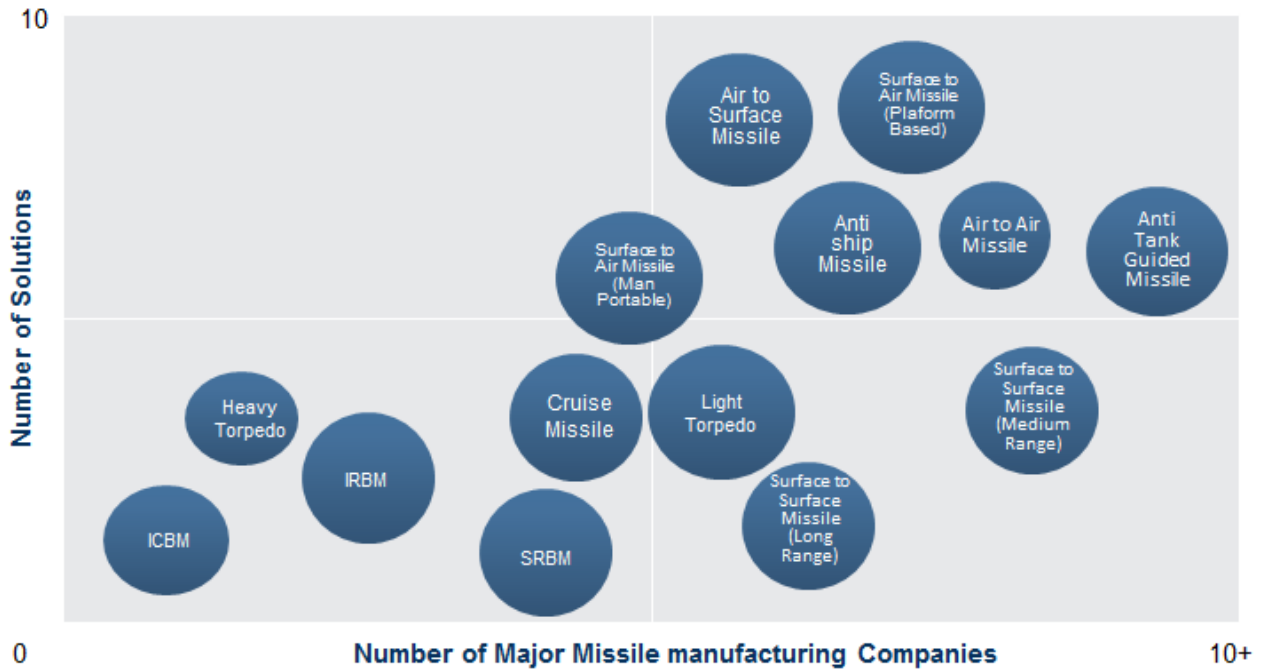 10
Air to
Surface
Missile
Surface to
Air Missile
(Plaform
Based)
Surface to
Air Missile
(Man
Portable)
Anti
ship
Missile
Air to Air
Missile
Anti
Tank
Guided
Missile
Heavy
Torpedo
IRBM
Cruise
Missile
Light
Torpedo
Surface to
Surface
Missile
(Medium
Range)
ICBM
SRBM
Surface to
Surface
Missile
(Long
Range)
Number of Solutions
0
Number of Major Missile manufacturing Companies
10+